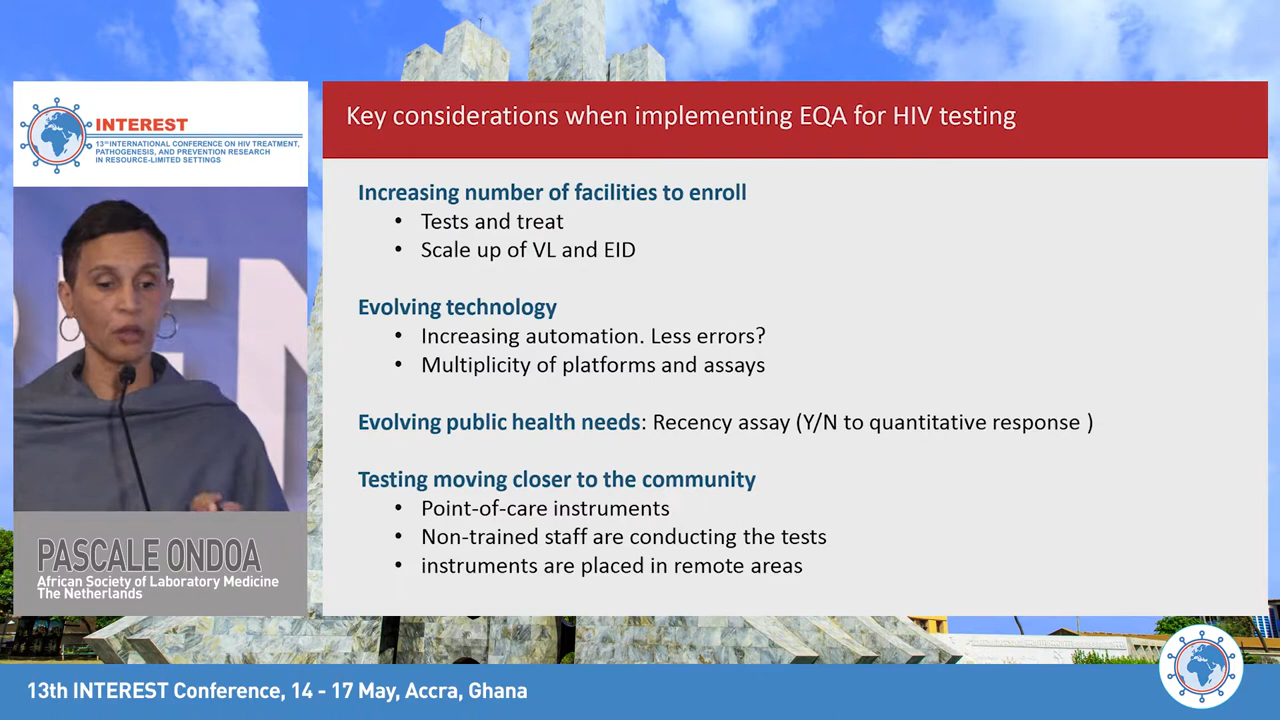 INTEREST
13th INTERNATIONAL CONFERENCE ON HIV TREATMENT,
PATHOGENESIS, AND PREVENTION RESEARCH
IN RESOURCE-LIMITED SETTINGS
PASCALE ONDOA
African Society of Laboratory Medicine
The Netherlands
Key considerations when implementing EQA for HIV testing
Increasing number of facilities to enroll
• Tests and treat
• Scale up of VL and EID
Evolving technology
• Increasing automation. Less errors?
• Multiplicity of platforms and assays
Evolving public health needs: Recency assay (Y/N to quantitative response )
Testing moving closer to the community
• Point-of-care instruments
• Non-trained staff are conducting the tests
• instruments are placed in remote areas
13th INTEREST Conference, 14 - 17 May, Accra, Ghana